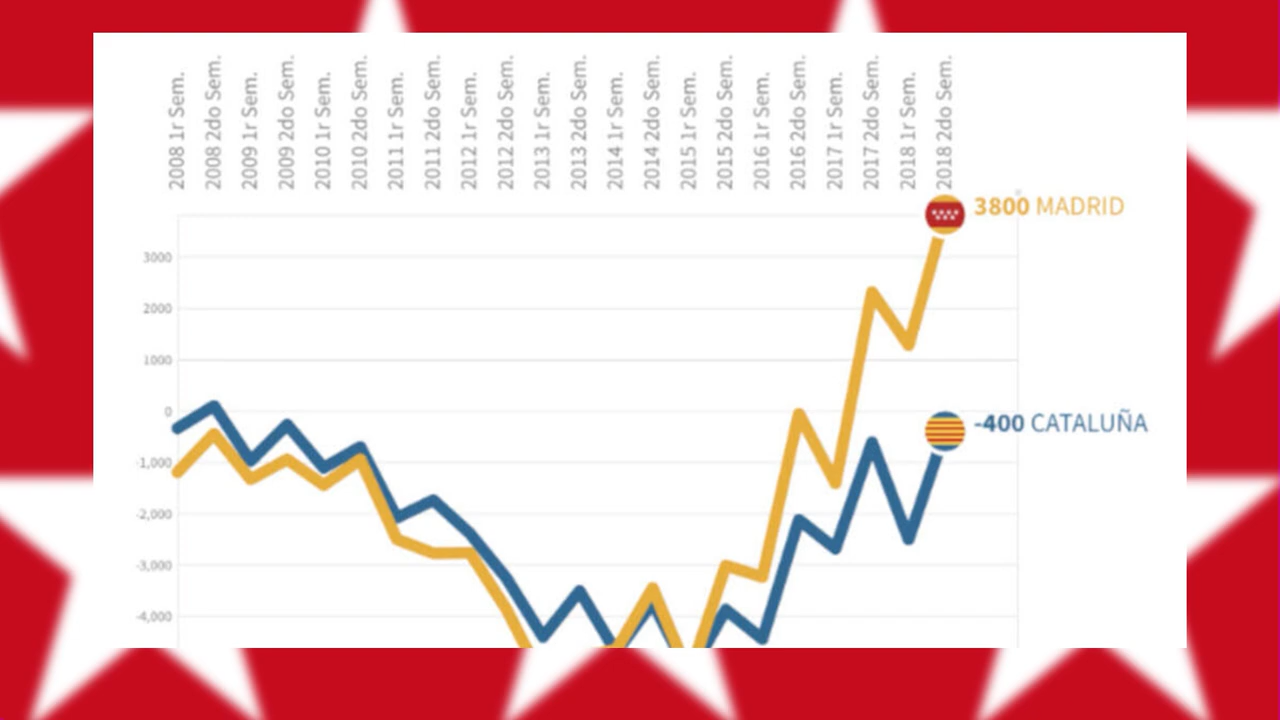 2008 1r Sem.
2008 2do Sem.
2009 1r Sem.
2009 2do Sem.
2010 1r Sem.
2010 2do Sem.
2011 1r Sem.
2011 2do Sem.
2012 1r Sem.
2012 2do Sem.
2013 1r Sem.
2013 2do Sem.
2014 1r Sem.
2014 2do Sem.
2015 1r Sem.
2015 2do Sem.
2016 1r Sem.
2016 2do Sem.
2017 1r Sem.
2017 2do Sem.
2018 1r Sem.
2018 2do Sem.
3800 MADRID
3000
2000
1000
0
-400 CATALUÑA
-1,000
-2,000
-3,000
-4,000